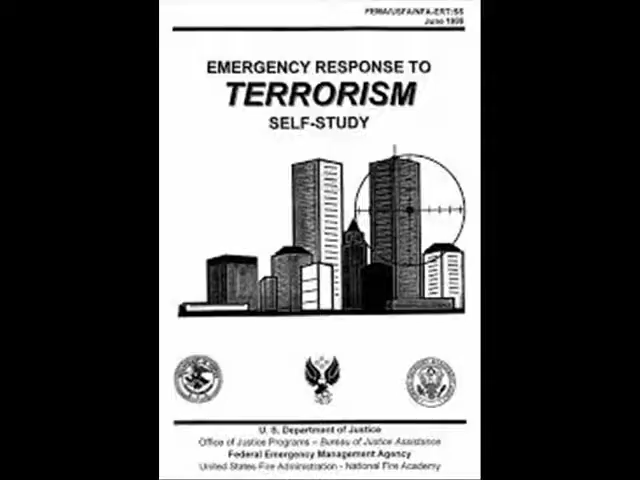 FEMA/USFA/NFA-ERT:SS
June 1999
EMERGENCY RESPONSE TO
TERRORISM
SELF-STUDY
U. S. Department of Justice
Office of Justice Programs – Bureau of Justice Assistance
Federal Emergency Management Agency
United States Fire Administration - National Fire Academy